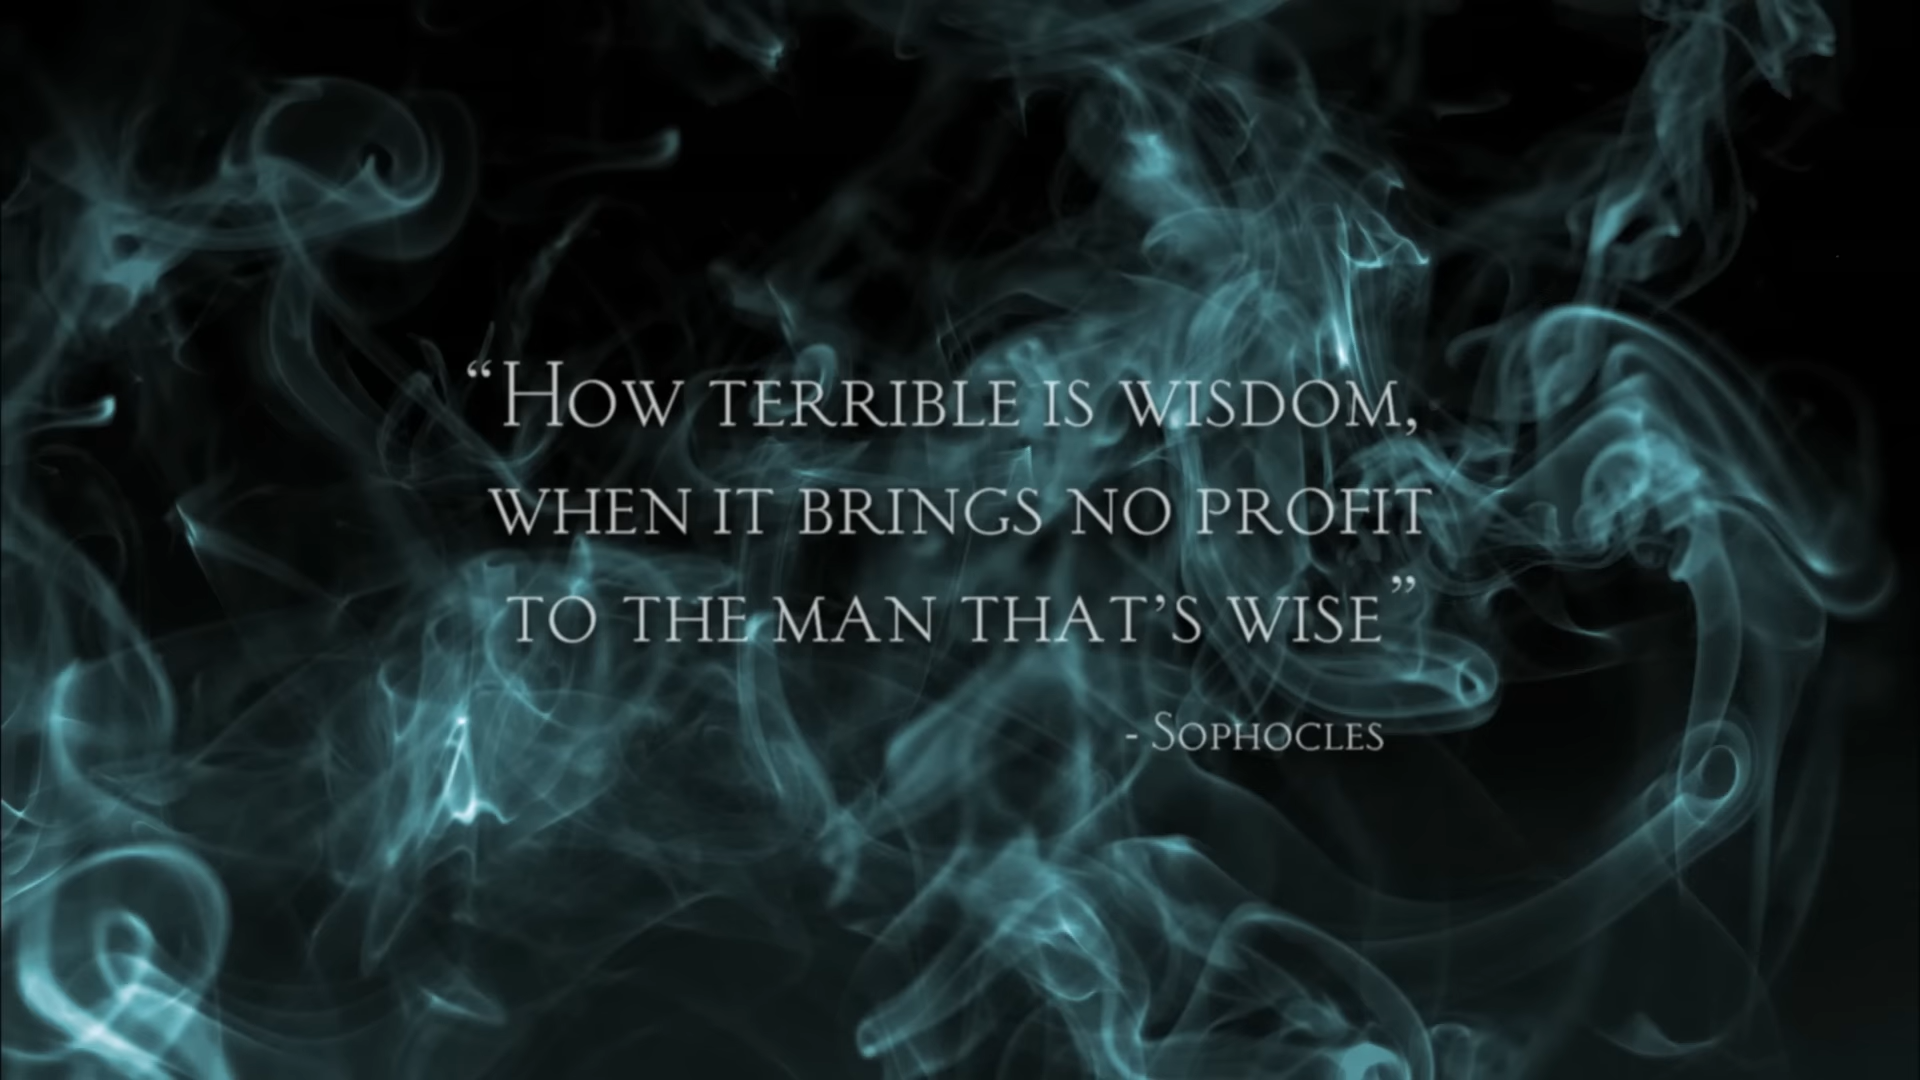 “How terrible is wisdom,
when it brings no profit
to the man that’s wise”
- Sophocles